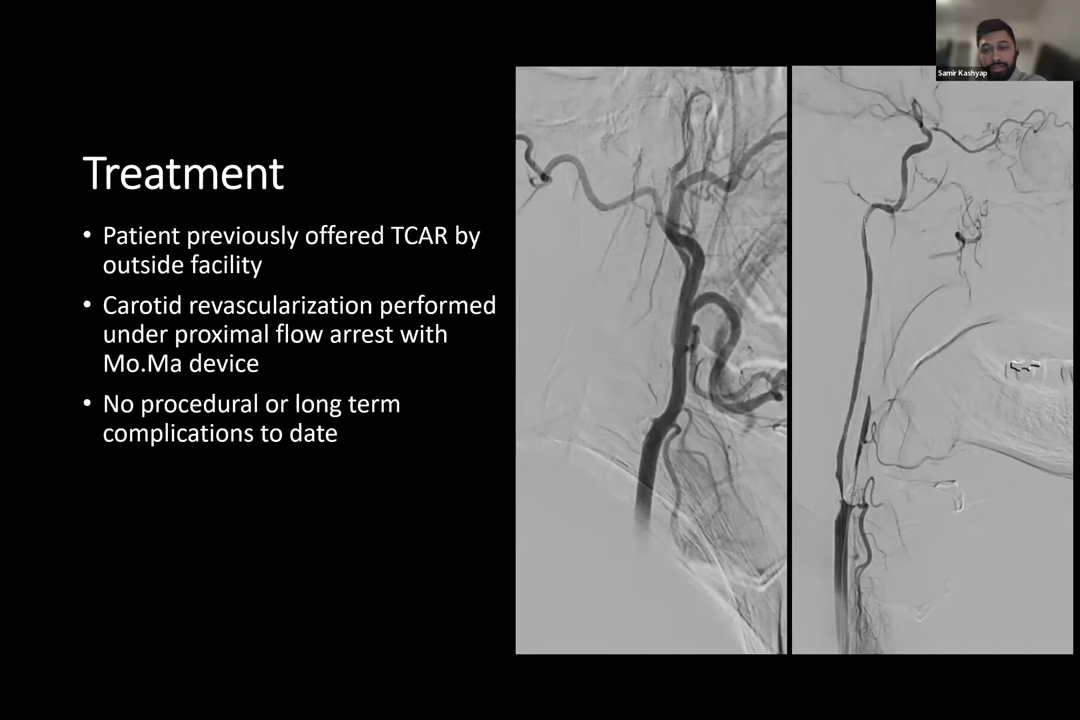 Samir Kashyap
Treatment
• Patient previously offered TCAR by
outside facility
• Carotid revascularization performed
under proximal flow arrest with
Mo.Ma device
• No procedural or long term
complications to date